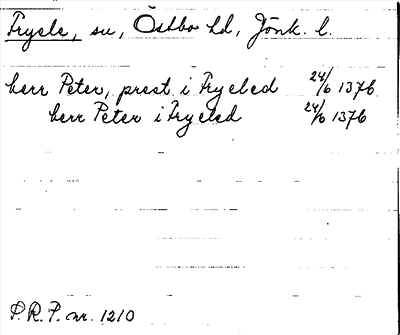 Fryele, sn, Östbo hd, Jönk. l.
herr Peter, prest i Fryeled 24/6 1376
herr Peter i Fryeled 24/6 1376
P.R.P. nr. 1210